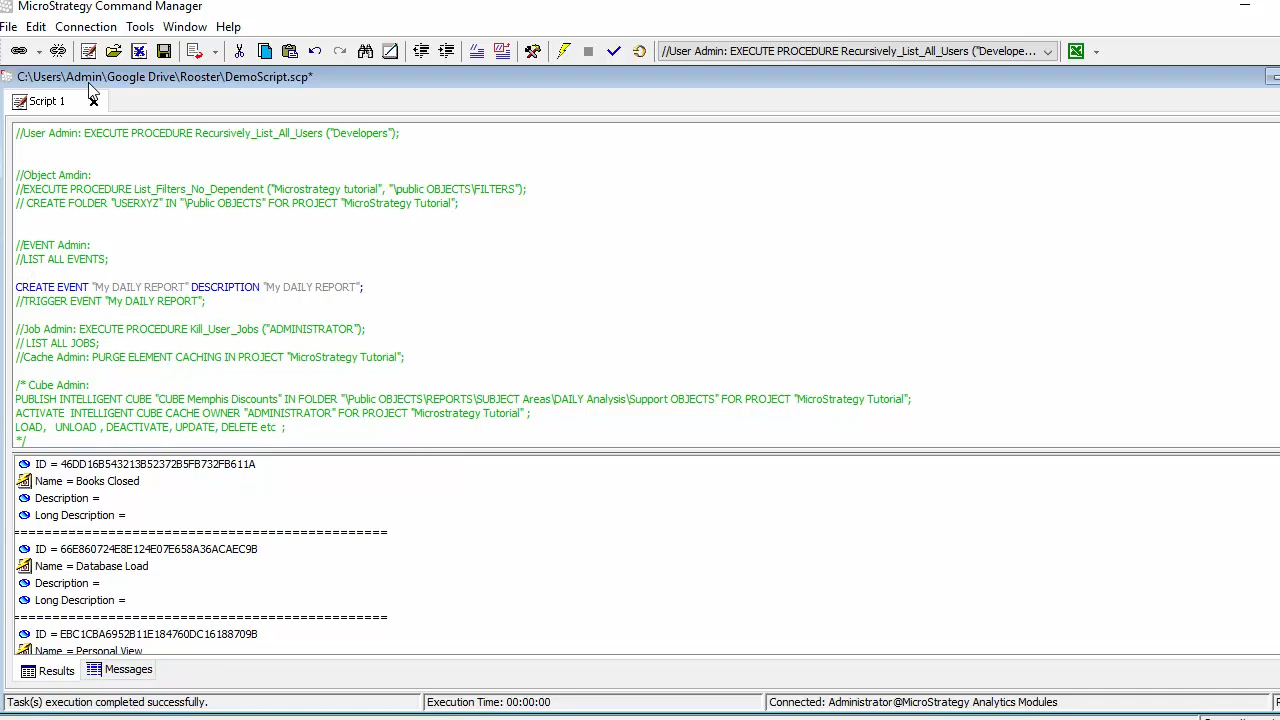 MicroStrategy Command Manager
File Edit Connection Tools Window Help
//User Admin: EXECUTE PROCEDURE Recursively_List_All_Users ("Develope...
C:\Users\Admin\Google Drive\Rooster\DemoScript.scp*
Script 1
//User Admin: EXECUTE PROCEDURE Recursively_List_All_Users ("Developers");
//Object Amdin:
//EXECUTE PROCEDURE List_Filters_No_Dependent ("Microstrategy tutorial", "\public OBJECTS\FILTERS");
// CREATE FOLDER "USERXYZ" IN "\Public OBJECTS" FOR PROJECT "MicroStrategy Tutorial";
//EVENT Admin:
//LIST ALL EVENTS;
CREATE EVENT "My DAILY REPORT" DESCRIPTION "My DAILY REPORT";
//TRIGGER EVENT "My DAILY REPORT";
//Job Admin: EXECUTE PROCEDURE Kill_User_Jobs ("ADMINISTRATOR");
// LIST ALL JOBS;
//Cache Admin: PURGE ELEMENT CACHING IN PROJECT "MicroStrategy Tutorial";
/* Cube Admin:
PUBLISH INTELLIGENT CUBE "CUBE Memphis Discounts" IN FOLDER "\Public OBJECTS\REPORTS\SUBJECT Areas\DAILY Analysis\Support OBJECTS" FOR PROJECT "MicroStrategy Tutorial";
ACTIVATE  INTELLIGENT CUBE CACHE OWNER "ADMINISTRATOR" FOR PROJECT "Microstrategy Tutorial" ;
LOAD,   UNLOAD , DEACTIVATE, UPDATE, DELETE etc  ;
*/
ID = 46DD16B543213B52372B5FB732FB611A
Name = Books Closed
Description =
Long Description =
==================================================
ID = 66E860724E8E124E07E658A36ACAEC9B
Name = Database Load
Description =
Long Description =
==================================================
ID = EBC1CBA6952B11E184760DC16188709B
Name = Personal View
Results Messages
Task(s) execution completed successfully. Execution Time: 00:00:00 Connected: Administrator@MicroStrategy Analytics Modules